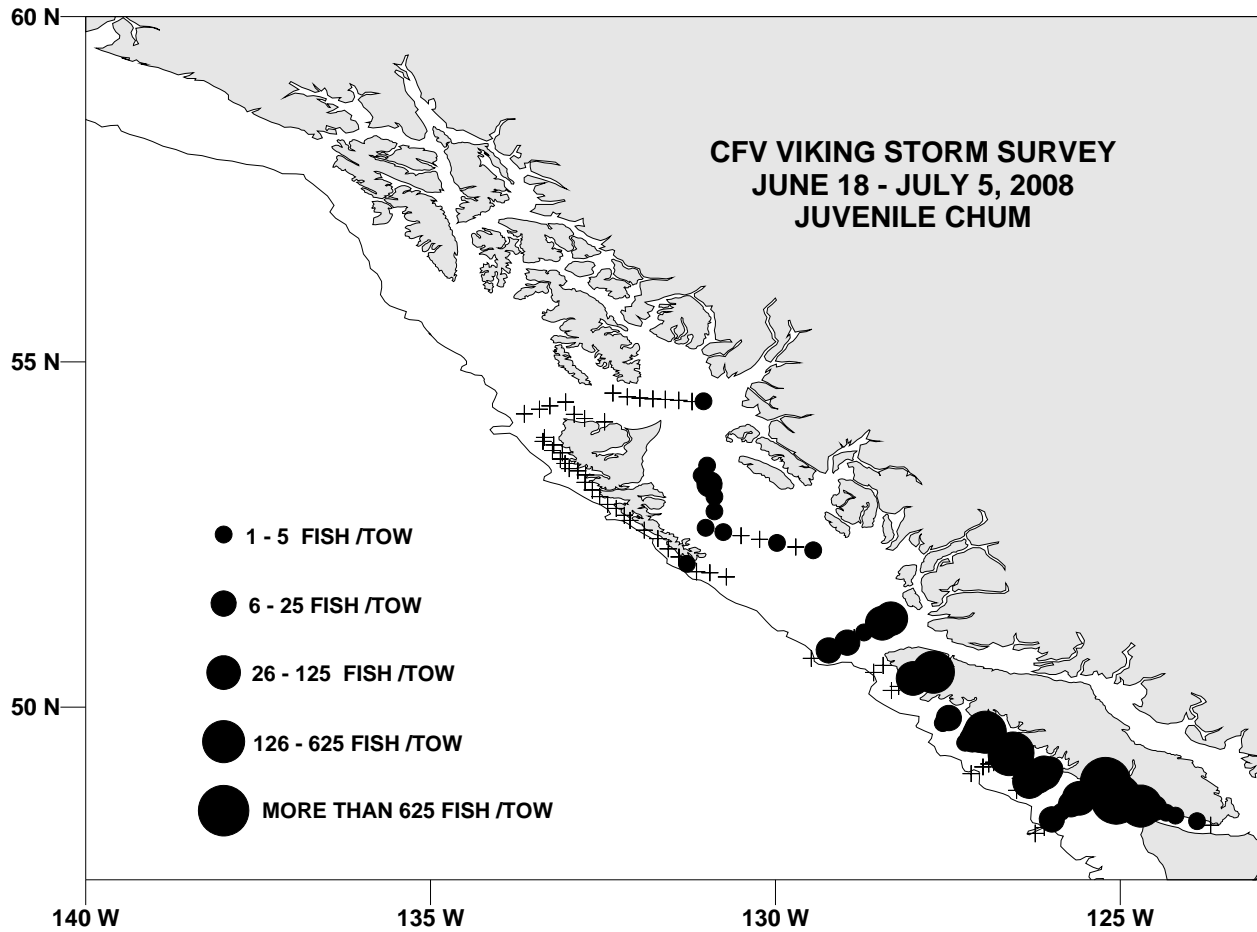 60 N
CFV VIKING STORM SURVEY
JUNE 18 - JULY 5, 2008
JUVENILE CHUM
55 N
1 - 5 FISH /TOW
6 - 25 FISH /TOW
26 - 125 FISH /TOW
50 N
126 - 625 FISH /TOW
MORE THAN 625 FISH /TOW
140 W
135 W
130 W
125 W